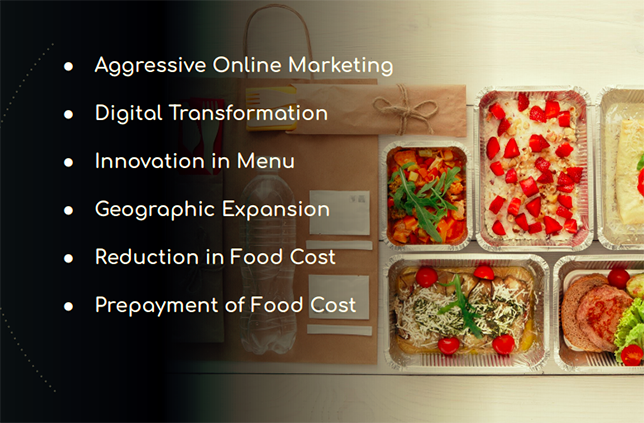 ● Aggressive Online Marketing
● Digital Transformation
● Innovation in Menu
● Geographic Expansion
● Reduction in Food Cost
● Prepayment of Food Cost